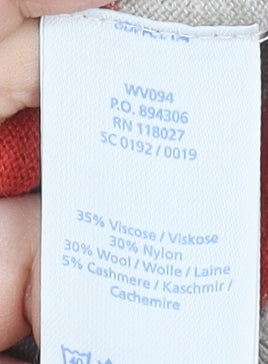 WV094
P.O. 894306
RN 118027
SC 0192 / 0019
35% Viscose / Viskose
30% Nylon
30% Wool / Wolle / Laine
5% Cashmere / Kaschmir /
Cachemire
40